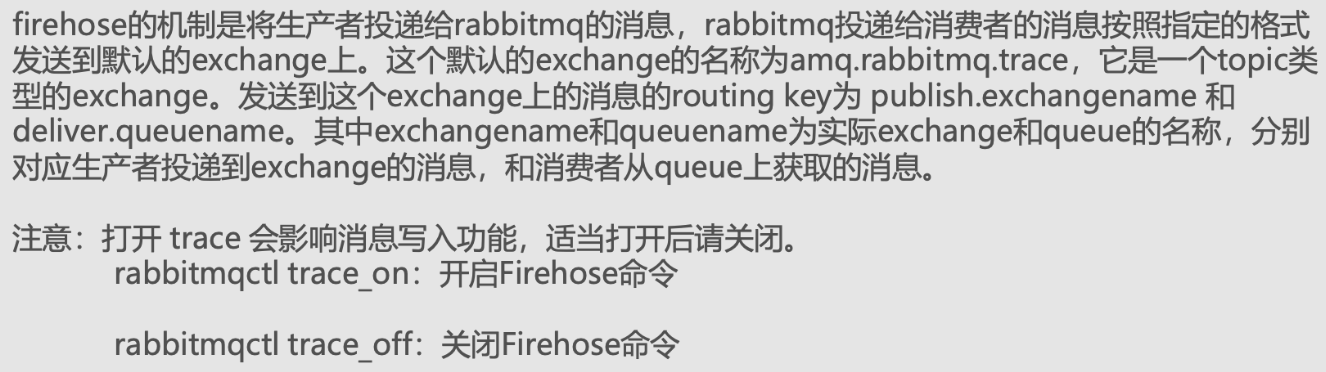 firehose的机制是将生产者投递给rabbitmq的消息，rabbitmq投递给消费者的消息按照指定的格式
发送到默认的exchange上。这个默认的exchange的名称为amq.rabbitmq.trace，它是一个topic类
型的exchange。发送到这个exchange上的消息的routing key为 publish.exchangename 和
deliver.queuename。其中exchangename和queuename为实际exchange和queue的名称，分别
对应生产者投递到exchange的消息，和消费者从queue上获取的消息。
注意：打开 trace 会影响消息写入功能，适当打开后请关闭。
rabbitmqctl trace_on：开启Firehose命令
rabbitmqctl trace_off：关闭Firehose命令